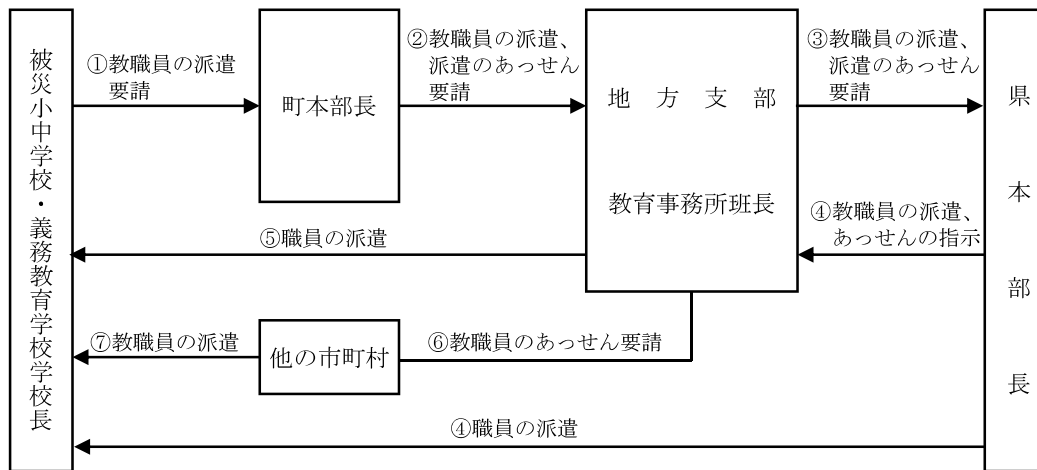 被災小中学校・義務教育学校学校長
①教職員の派遣
要請
町本部長
②教職員の派遣、
派遣のあっせん
要請
地方支部
教育事務所班長
③教職員の派遣、
派遣のあっせん
要請
県本部長
④教職員の派遣、
あっせんの指示
⑤職員の派遣
⑥教職員のあっせん要請
他の市町村
⑦教職員の派遣
④職員の派遣